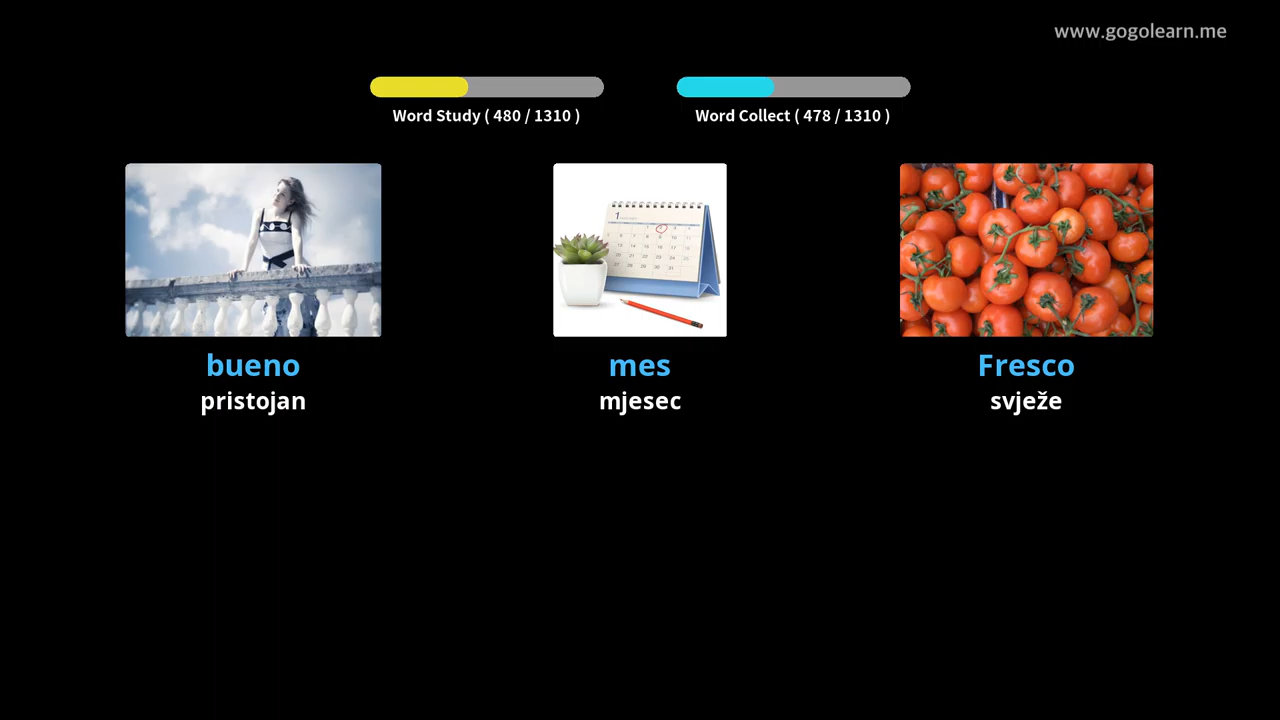 www.gogolearn.me
Word Study ( 480 / 1310 )
Word Collect ( 478 / 1310 )
bueno
pristojan
mes
mjesec
Fresco
svježe